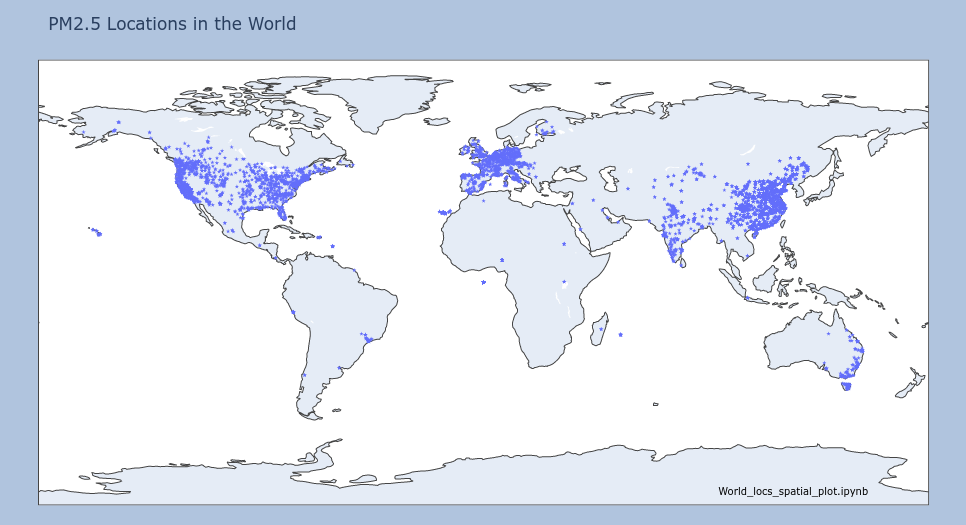 PM2.5 Locations in the World
World_locs_spatial_plot.ipynb